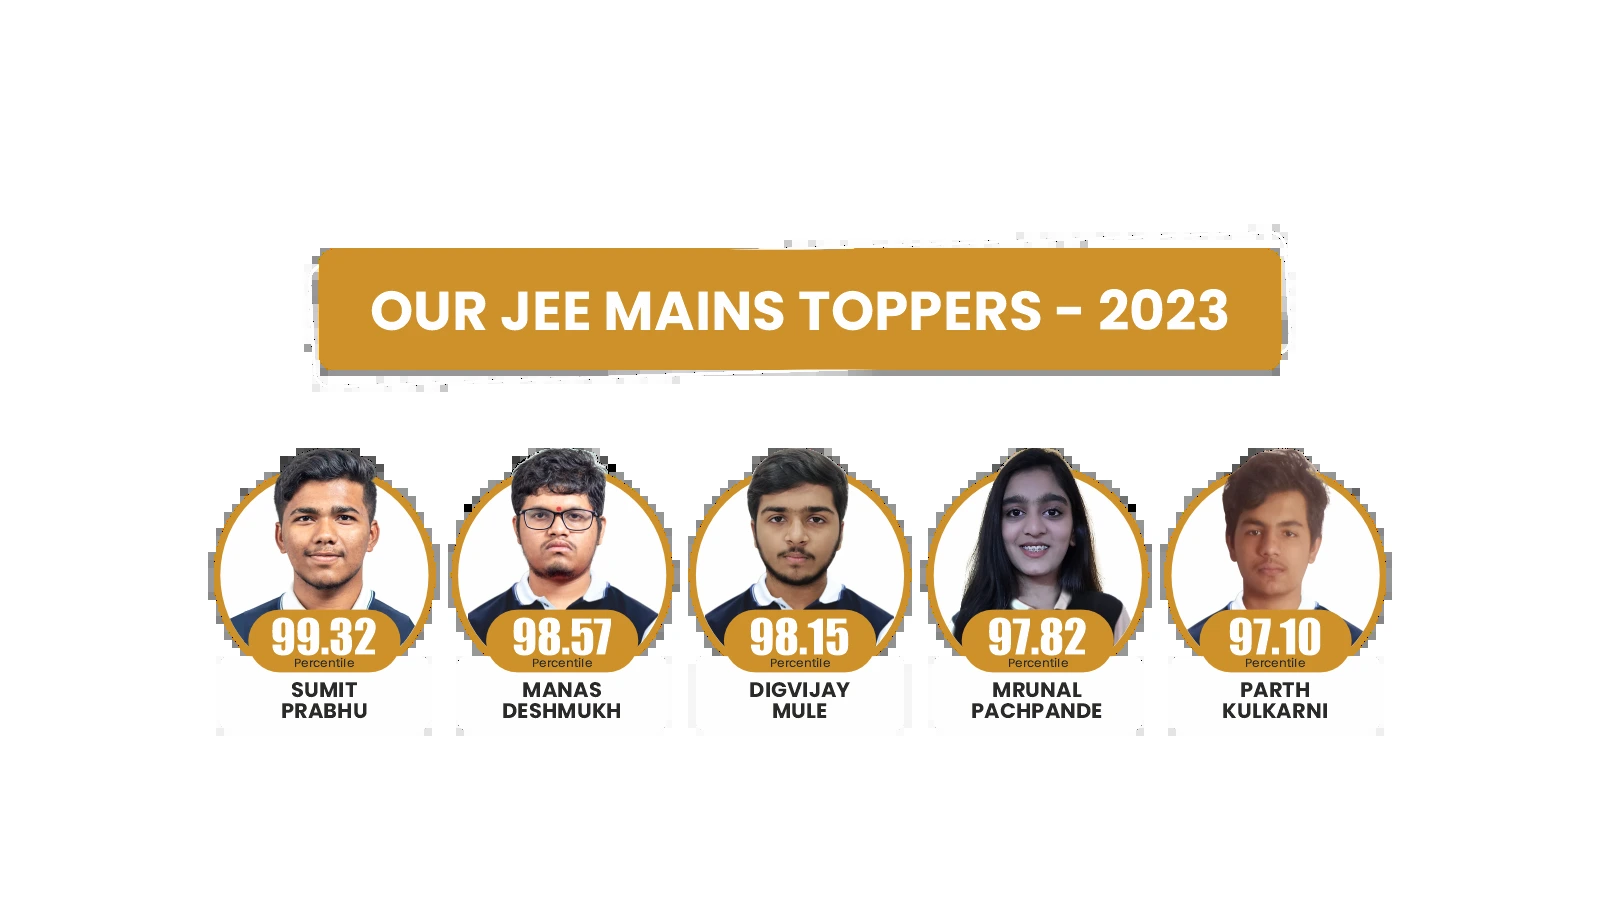 OUR JEE MAINS TOPPERS - 2023
99.32
Percentile
SUMIT
PRABHU
98.57
Percentile
MANAS
DESHMUKH
98.15
Percentile
DIGVIJAY
MULE
97.82
Percentile
MRUNAL
PACHPANDE
97.10
Percentile
PARTH
KULKARNI